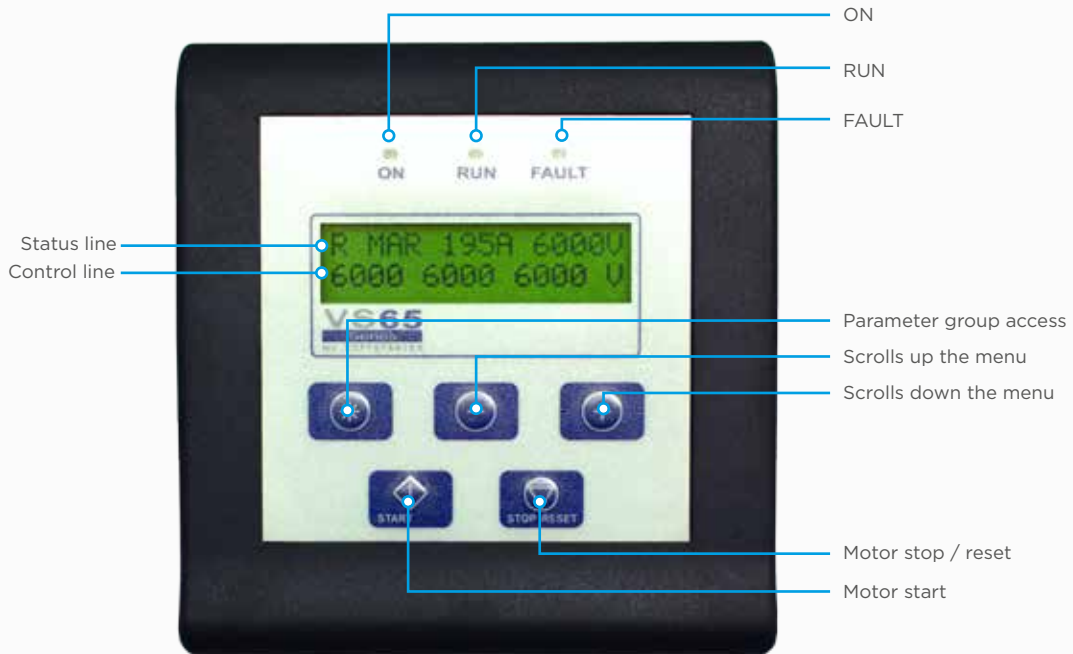 ON
RUN
FAULT
ON RUN FAULT
Status line
R MAR 195A 6000V
Control line
6000 6000 6000 V
VS65
series
Parameter group access
Scrolls up the menu
Scrolls down the menu
START
STOP/RESET
Motor stop / reset
Motor start